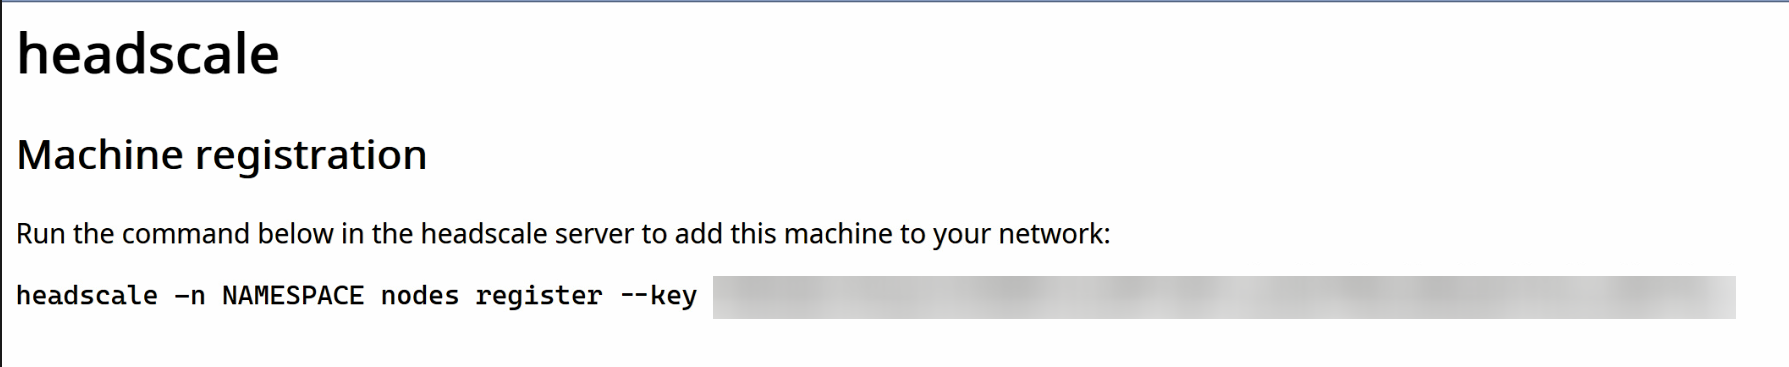 headscale
Machine registration
Run the command below in the headscale server to add this machine to your network:
headscale -n NAMESPACE nodes register --key